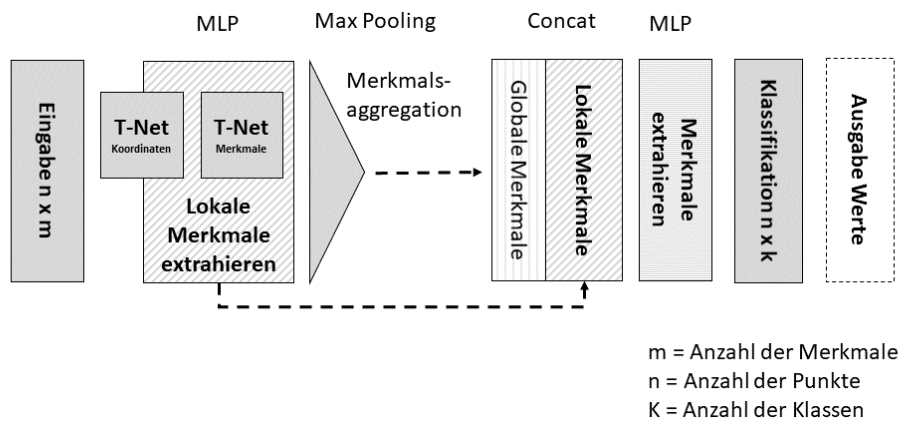 MLP
Max Pooling
Concat
MLP
Eingabe n x m
T-Net
Koordinaten
T-Net
Merkmale
Lokale
Merkmale
extrahieren
Merkmals-
aggregation
Globale Merkmale
Lokale Merkmale
Merkmale
extrahieren
Klassifikation n x k
Ausgabe Werte
m = Anzahl der Merkmale
n = Anzahl der Punkte
K = Anzahl der Klassen